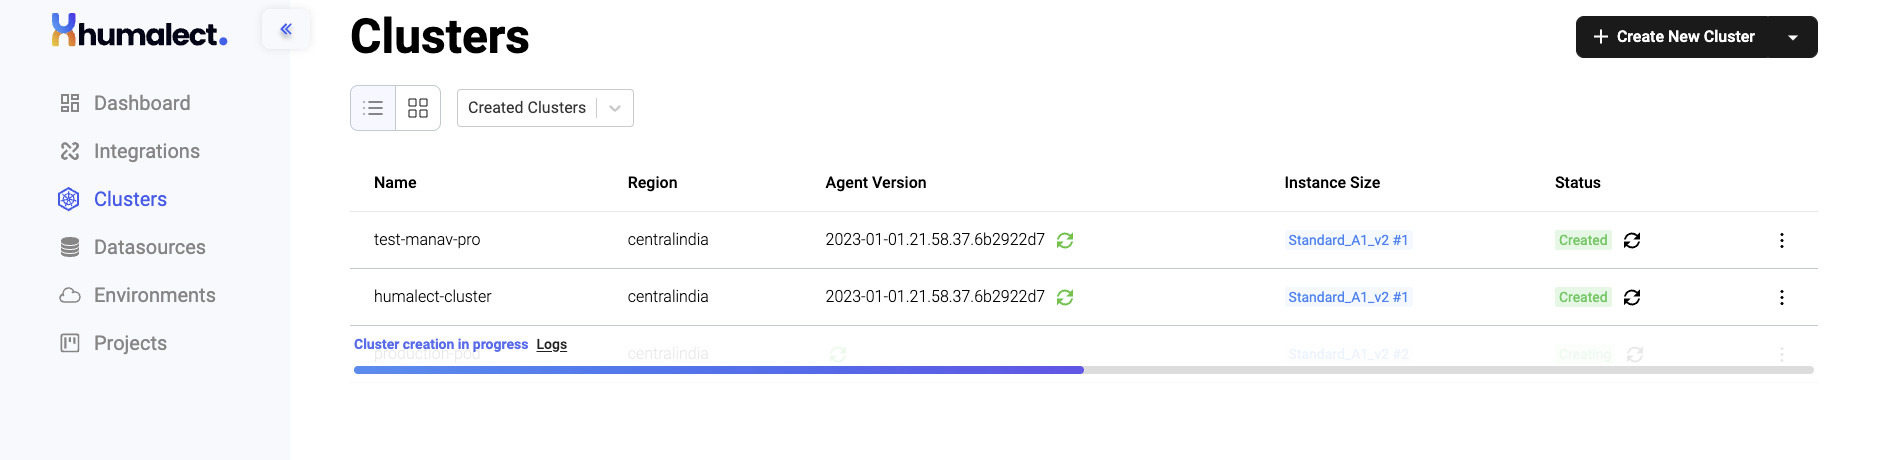 humalect.
Dashboard
Integrations
Clusters
Datasources
Environments
Projects
Clusters
Create New Cluster
Created Clusters
Name Region Agent Version Instance Size Status
test-manav-pro centralindia 2023-01-01.21.58.37.6b2922d7 Standard_A1_v2 #1 Created
humalect-cluster centralindia 2023-01-01.21.58.37.6b2922d7 Standard_A1_v2 #1 Created
Cluster creation in progress Logs
production-pod centralindia Standard_A1_v2 #2 Creating